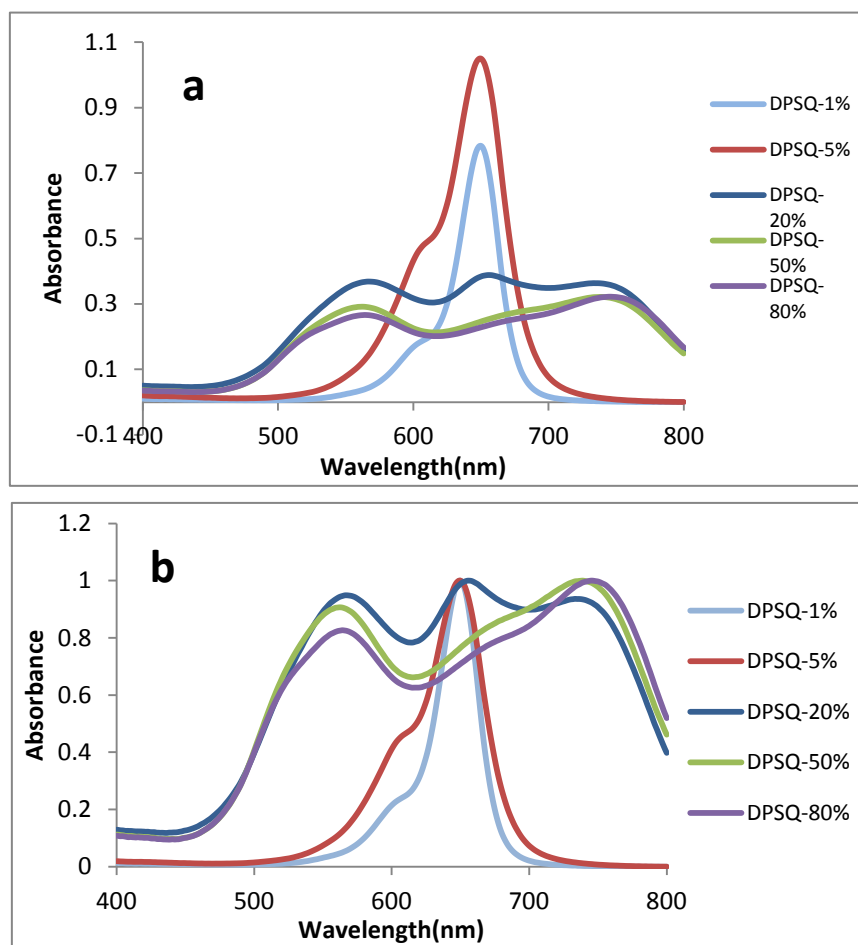 a
1.1
0.9
0.7
0.5
0.3
0.1
-0.1
Absorbance
400
500
600
700
800
Wavelength(nm)
DPSQ-1%
DPSQ-5%
DPSQ-
20%
DPSQ-
50%
DPSQ-
80%
b
1.2
1
0.8
0.6
0.4
0.2
0
Absorbance
400
500
600
700
800
Wavelength(nm)
DPSQ-1%
DPSQ-5%
DPSQ-20%
DPSQ-50%
DPSQ-80%